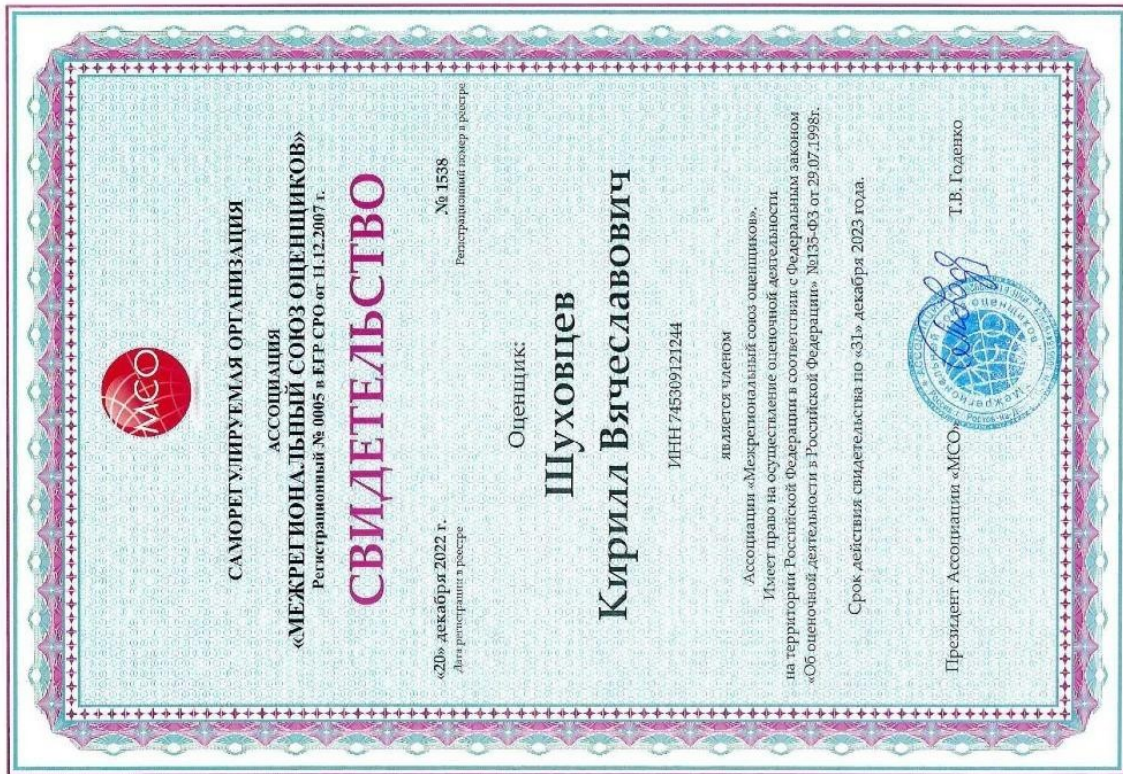 МСО
САМОРЕГУЛИРУЕМАЯ ОРГАНИЗАЦИЯ
АССОЦИАЦИЯ
«МЕЖРЕГИОНАЛЬНЫЙ СОЮЗ ОЦЕНЩИКОВ»
Регистрационный № 0005 в ЕГР СРО от 11.12.2007 г.
СВИДЕТЕЛЬСТВО
«20» декабря 2022 г. № 1538
Дата регистрации в реестре Регистрационный номер в реестре
Оценщик:
Шуховцев
Кирилл Вячеславович
ИНН 745309121244
является членом
Ассоциации «Межрегиональный союз оценщиков».
Имеет право на осуществление оценочной деятельности
на территории Российской Федерации в соответствии с Федеральным законом
«Об оценочной деятельности в Российской Федерации» №135-ФЗ от 29.07.1998г.
Срок действия свидетельства по «31» декабря 2023 года.
Президент Ассоциации «МСО» Т.В. Годенко